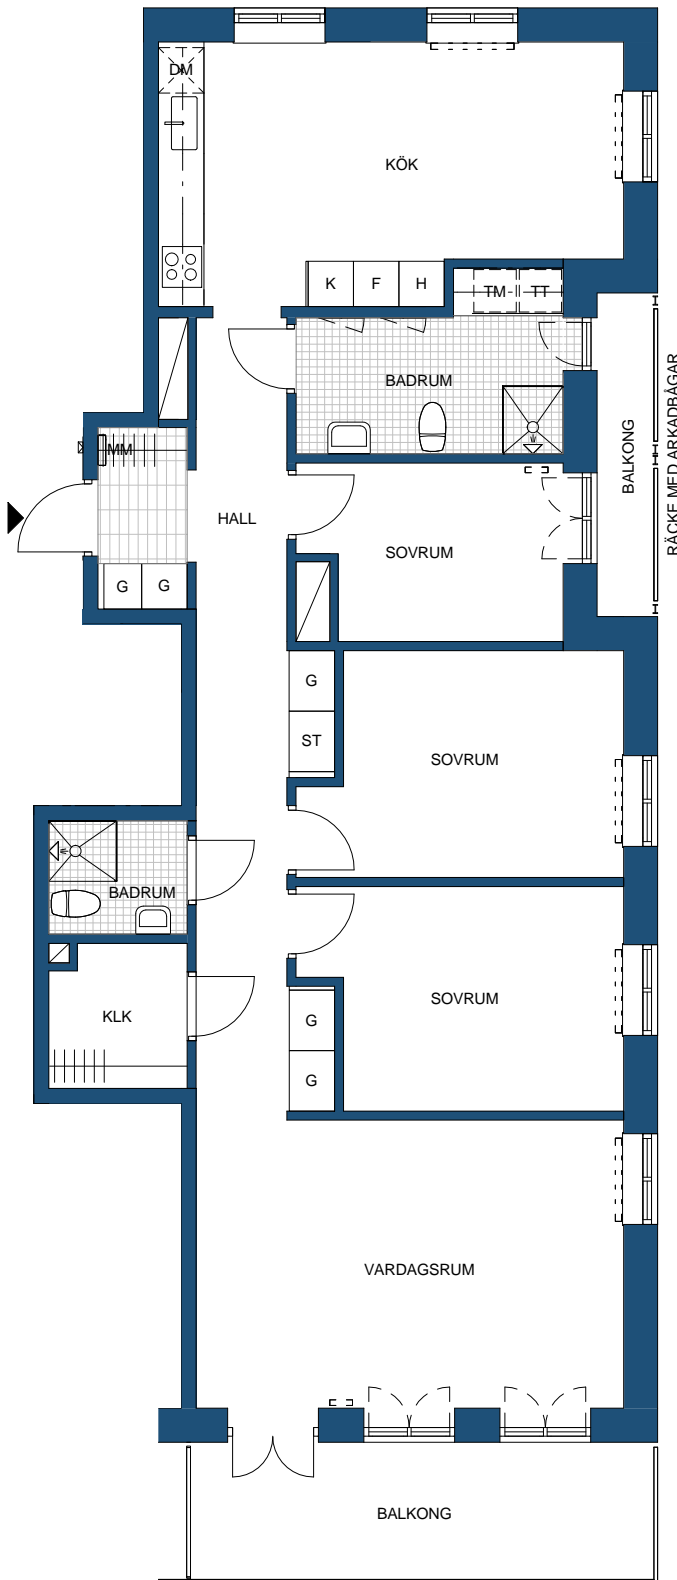 DM
KÖK
K F H
TM TT
BADRUM
BALKONG
RÄCKE MED ARKADBÅGAR
MM
HALL
SOVRUM
G G
G
ST
SOVRUM
BADRUM
SOVRUM
KLK
G
G
VARDAGSRUM
BALKONG